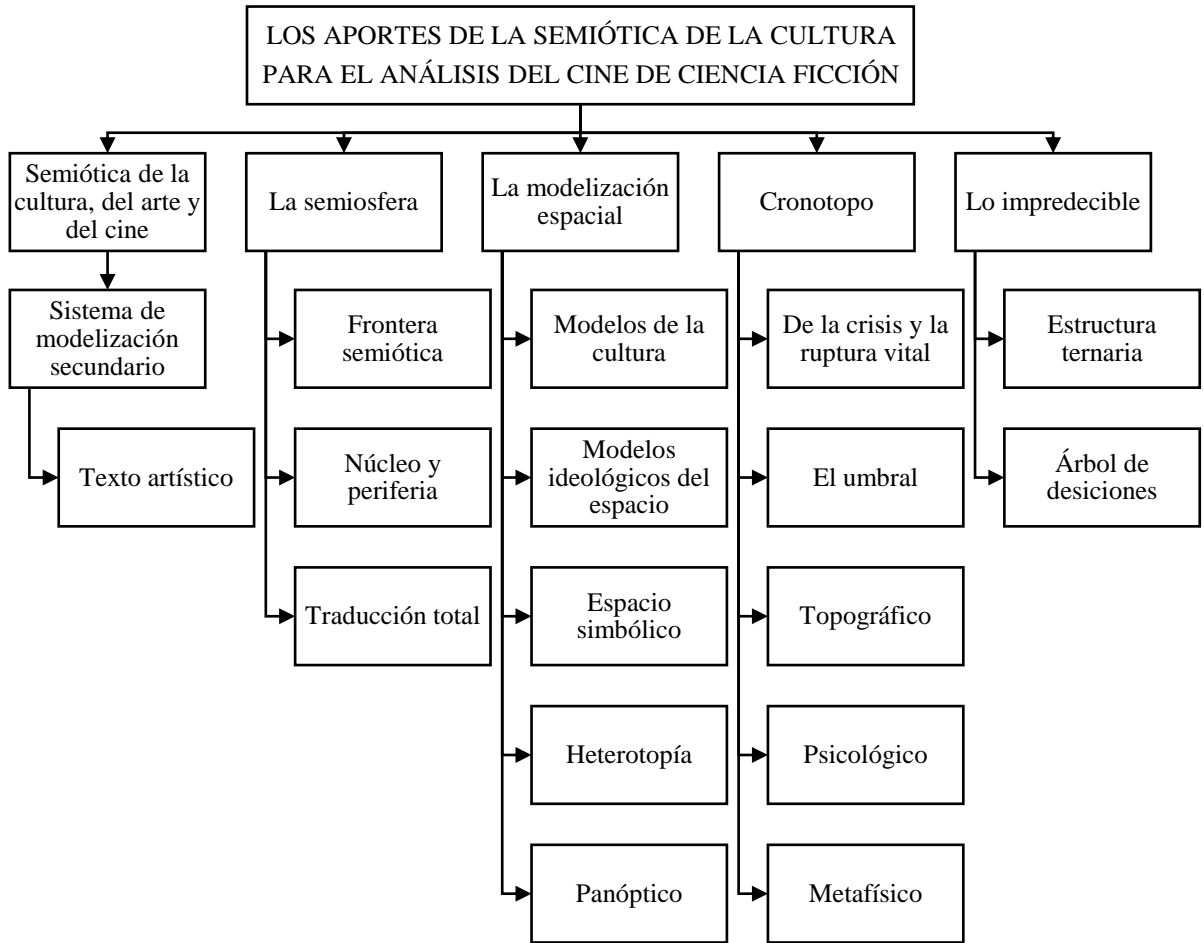 LOS APORTES DE LA SEMIÓTICA DE LA CULTURA
PARA EL ANÁLISIS DEL CINE DE CIENCIA FICCIÓN
Semiótica de la
cultura, del arte y
del cine
Sistema de
modelización
secundario
Texto artístico
La semiosfera
Frontera
semiótica
Núcleo y
periferia
Traducción total
La modelización
espacial
Modelos de la
cultura
Modelos
ideológicos del
espacio
Espacio
simbólico
Heterotopía
Panóptico
Cronotopo
De la crisis y la
ruptura vital
El umbral
Topográfico
Psicológico
Metafísico
Lo impredecible
Estructura
ternaria
Árbol de
desiciones